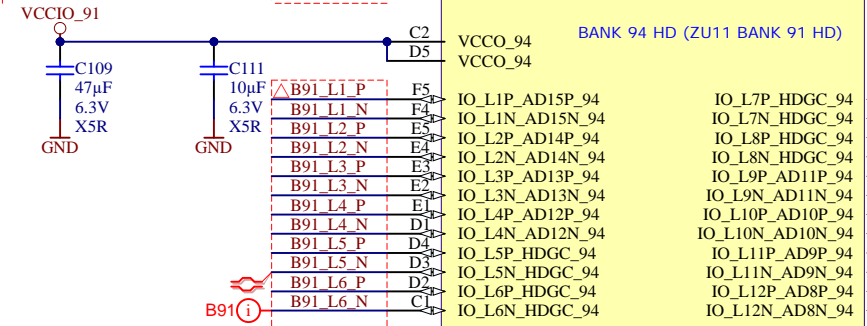 VCCIO_91
C109
47µF
6.3V
X5R
GND
C111
10µF
6.3V
X5R
GND
C2 VCCO_94
D5 VCCO_94
BANK 94 HD (ZU11 BANK 91 HD)
B91_L1_P F5 IO_L1P_AD15P_94 IO_L7P_HDGC_94
B91_L1_N F4 IO_L1N_AD15N_94 IO_L7N_HDGC_94
B91_L2_P E5 IO_L2P_AD14P_94 IO_L8P_HDGC_94
B91_L2_N E4 IO_L2N_AD14N_94 IO_L8N_HDGC_94
B91_L3_P E3 IO_L3P_AD13P_94 IO_L9P_AD11P_94
B91_L3_N E2 IO_L3N_AD13N_94 IO_L9N_AD11N_94
B91_L4_P E1 IO_L4P_AD12P_94 IO_L10P_AD10P_94
B91_L4_N D1 IO_L4N_AD12N_94 IO_L10N_AD10N_94
B91_L5_P D4 IO_L5P_HDGC_94 IO_L11P_AD9P_94
B91_L5_N D3 IO_L5N_HDGC_94 IO_L11N_AD9N_94
B91_L6_P D2 IO_L6P_HDGC_94 IO_L12P_AD8P_94
B91 i B91_L6_N C1 IO_L6N_HDGC_94 IO_L12N_AD8N_94